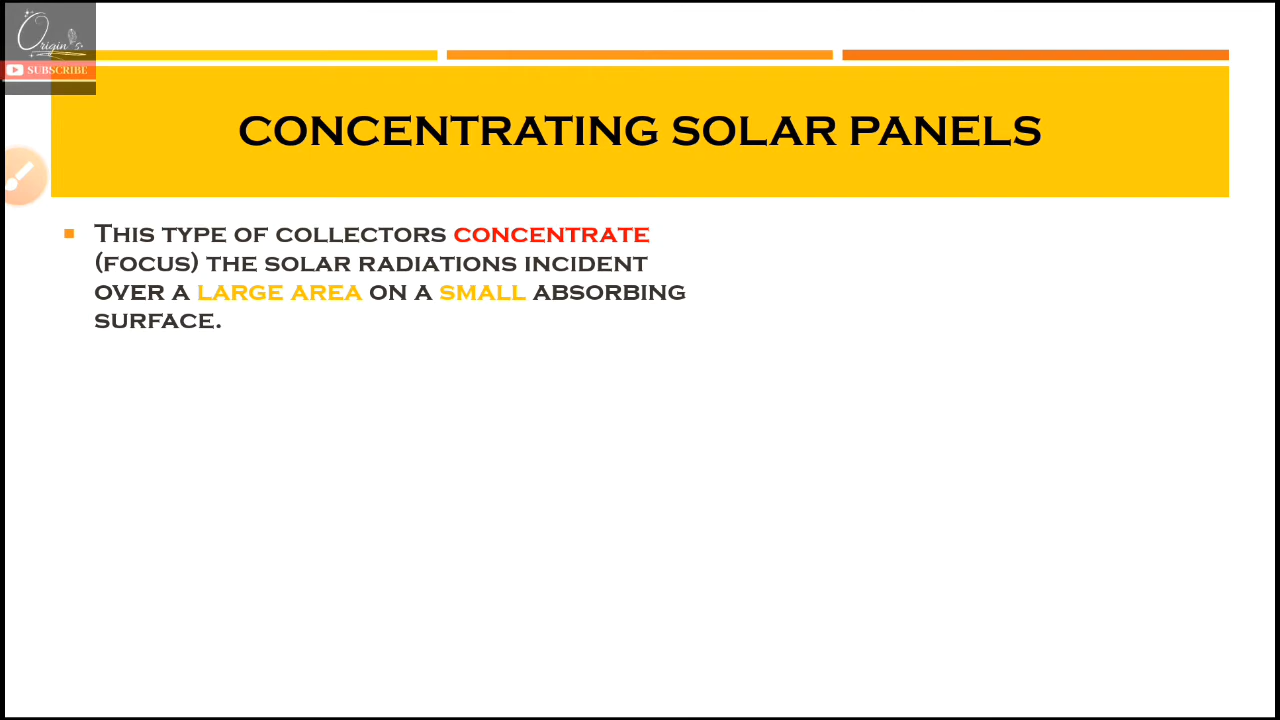 Origin's
SUBSCRIBE
CONCENTRATING SOLAR PANELS
THIS TYPE OF COLLECTORS CONCENTRATE
(FOCUS) THE SOLAR RADIATIONS INCIDENT
OVER A LARGE AREA ON A SMALL ABSORBING
SURFACE.